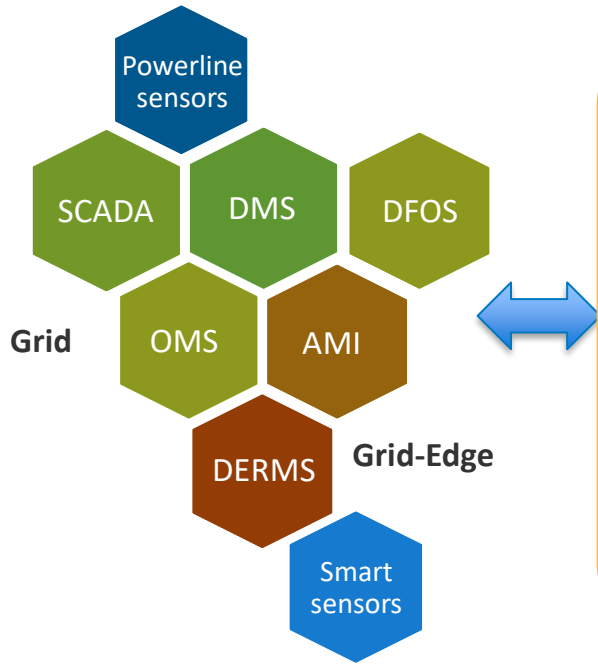 Powerline
sensors
SCADA
DMS
DFOS
Grid
OMS
AMI
DERMS
Grid-Edge
Smart
sensors